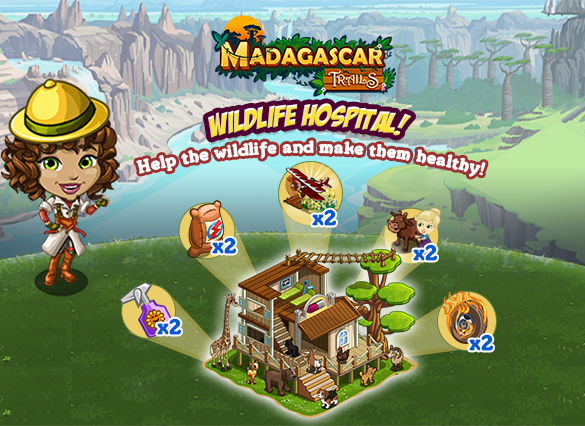 MADAGASCAR
TRAILS
WILDLIFE HOSPITAL!
Help the wildlife and make them healthy!
x2
x2
x2
x2
x2